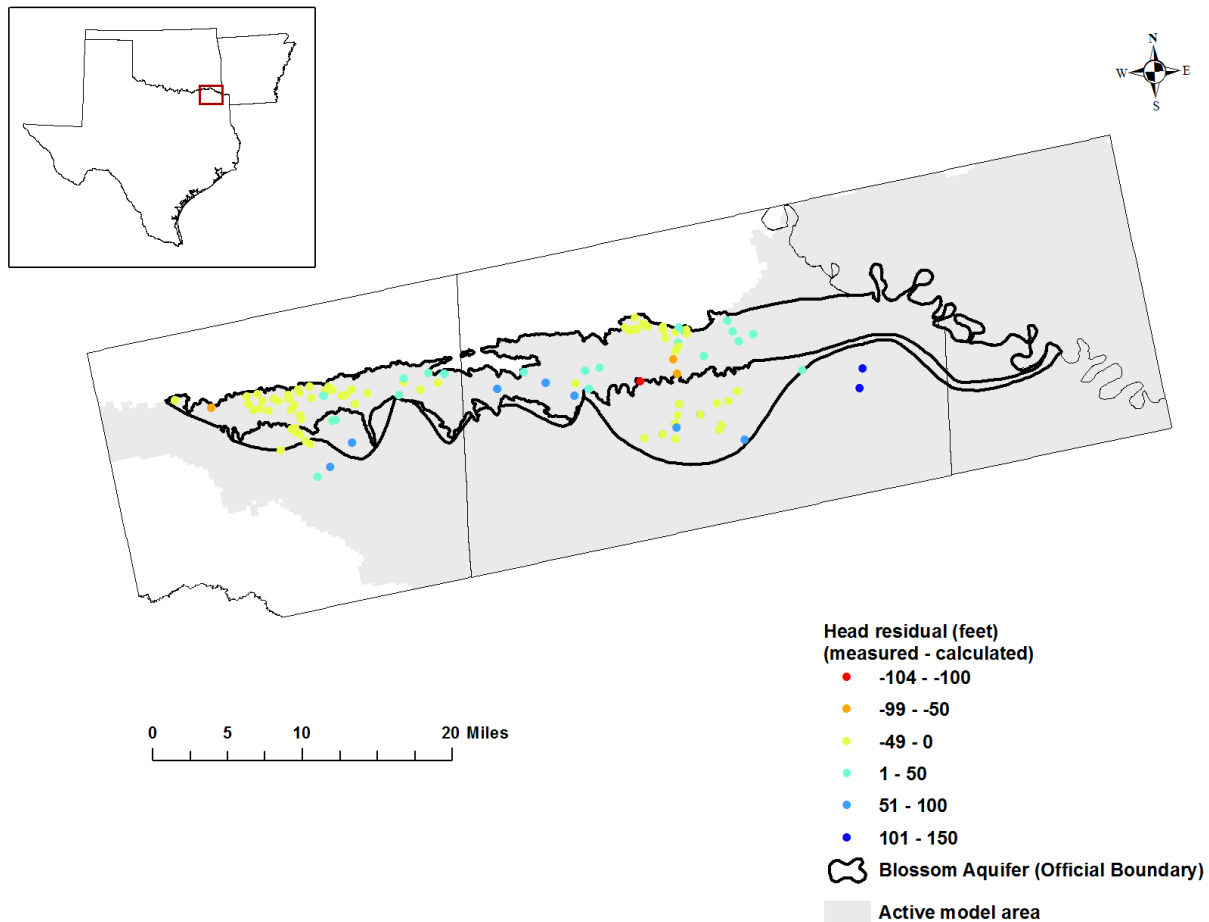 N
W E
S
Head residual (feet)
(measured - calculated)
-104 - -100
-99 - -50
-49 - 0
1 - 50
51 - 100
101 - 150
Blossom Aquifer (Official Boundary)
Active model area
0 5 10 20 Miles